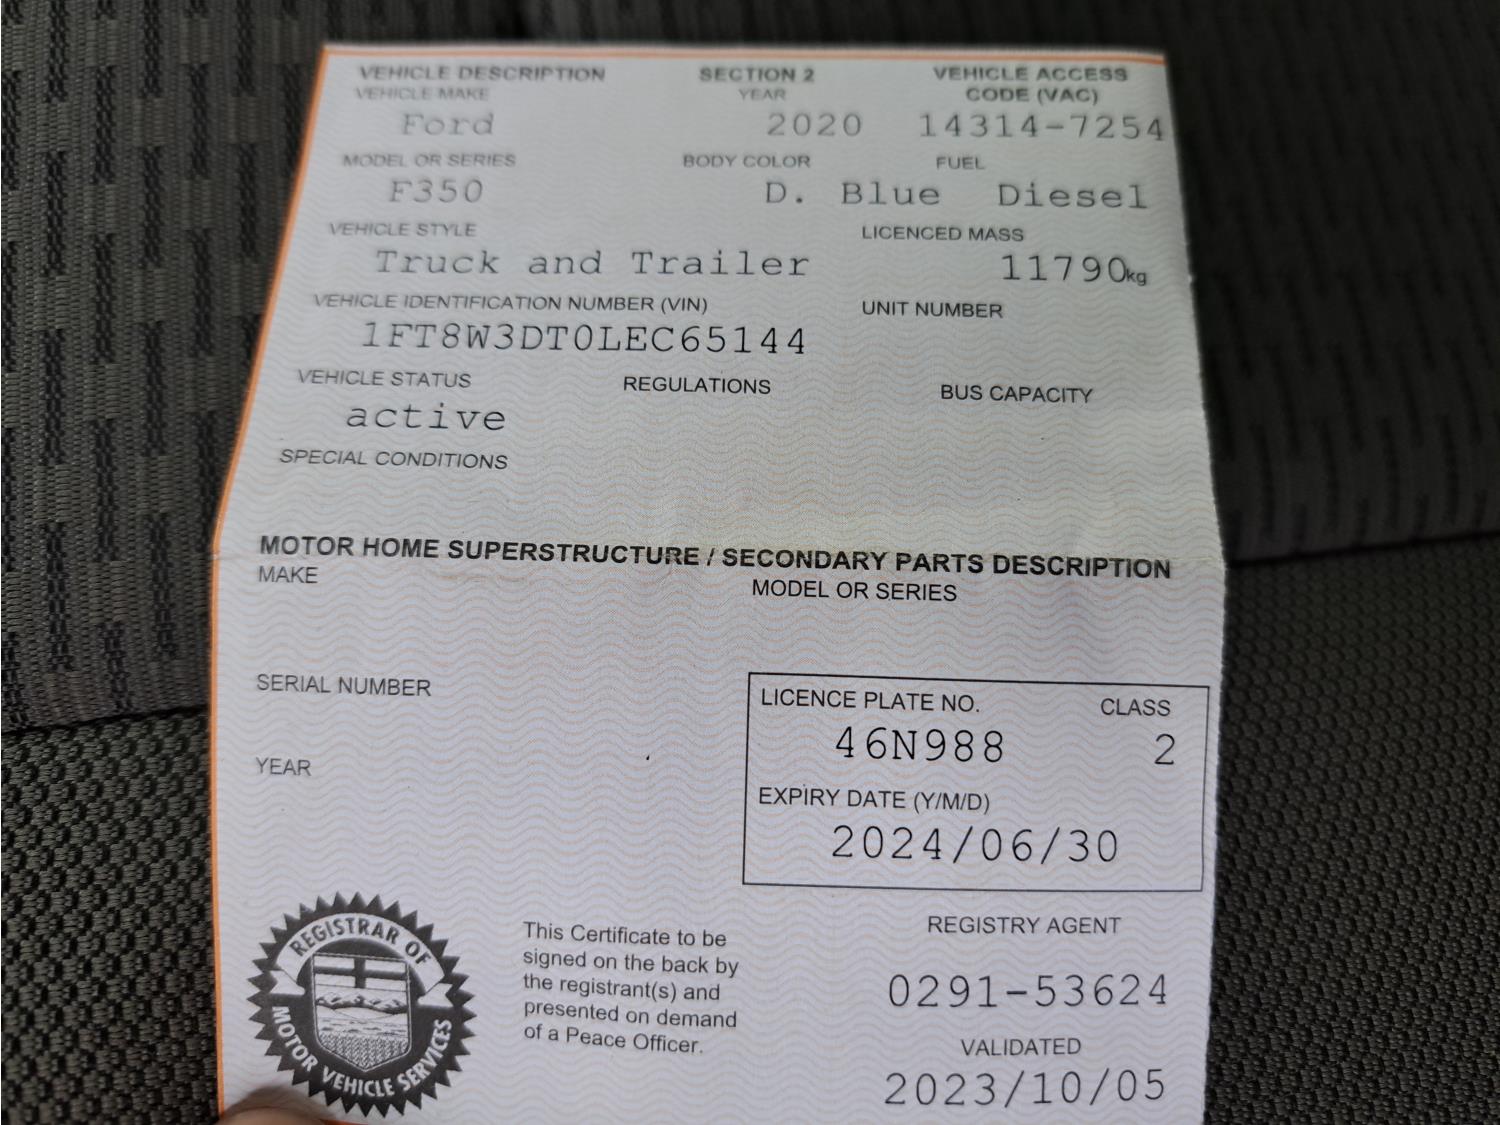 VEHICLE DESCRIPTION SECTION 2 VEHICLE ACCESS
VEHICLE MAKE YEAR CODE (VAC)
Ford 2020 14314-7254
MODEL OR SERIES BODY COLOR FUEL
F350 D. Blue Diesel
VEHICLE STYLE LICENCED MASS
Truck and Trailer 11790kg
VEHICLE IDENTIFICATION NUMBER (VIN) UNIT NUMBER
1FT8W3DT0LEC65144
VEHICLE STATUS REGULATIONS BUS CAPACITY
active
SPECIAL CONDITIONS
MOTOR HOME SUPERSTRUCTURE / SECONDARY PARTS DESCRIPTION
MAKE MODEL OR SERIES
SERIAL NUMBER
YEAR
LICENCE PLATE NO. CLASS
46N988 2
EXPIRY DATE (Y/M/D)
2024/06/30
REGISTRAR OF
MOTOR VEHICLE SERVICES
This Certificate to be
signed on the back by
the registrant(s) and
presented on demand
of a Peace Officer.
REGISTRY AGENT
0291-53624
VALIDATED
2023/10/05